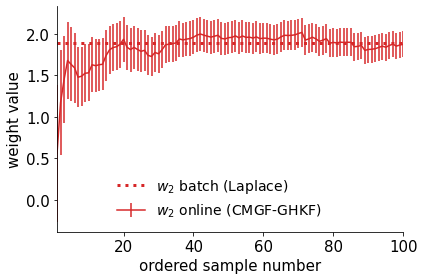 2.0
1.5
1.0
0.5
0.0
weight value
w₂ batch (Laplace)
w₂ online (CMGF-GHKF)
20 40 60 80 100
ordered sample number